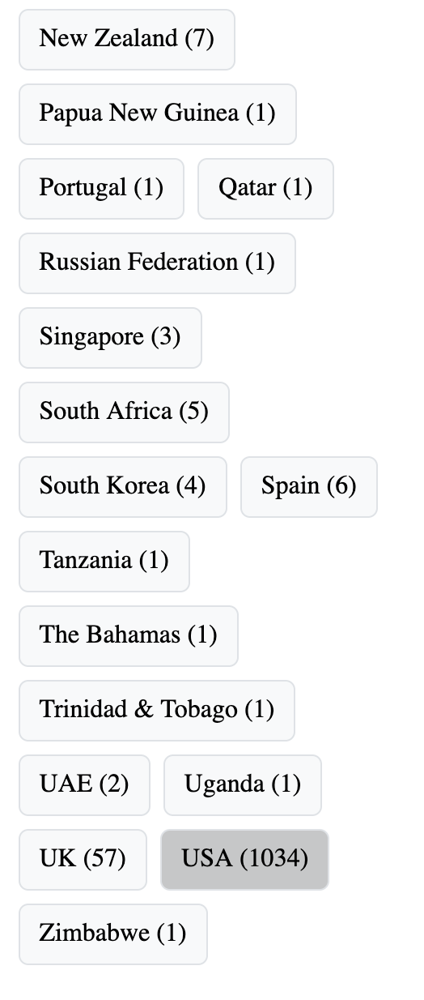 New Zealand (7)
Papua New Guinea (1)
Portugal (1) Qatar (1)
Russian Federation (1)
Singapore (3)
South Africa (5)
South Korea (4) Spain (6)
Tanzania (1)
The Bahamas (1)
Trinidad & Tobago (1)
UAE (2) Uganda (1)
UK (57) USA (1034)
Zimbabwe (1)